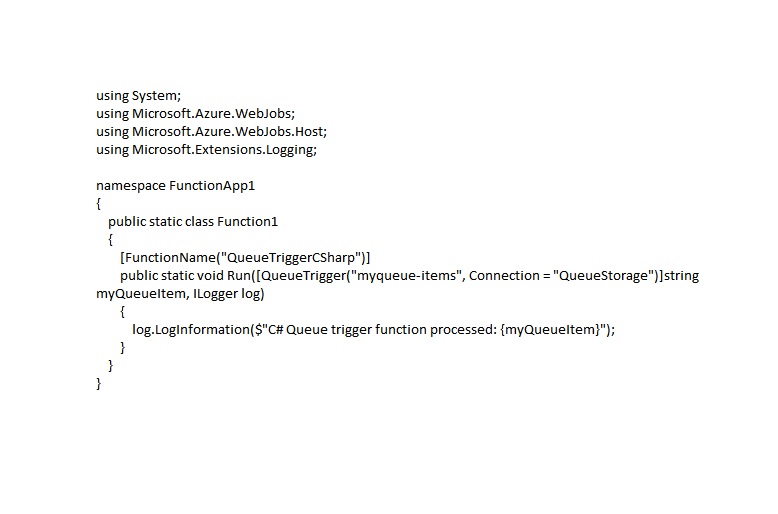 using System;
using Microsoft.Azure.WebJobs;
using Microsoft.Azure.WebJobs.Host;
using Microsoft.Extensions.Logging;

namespace FunctionApp1
{
public static class Function1
{
[FunctionName("QueueTriggerCSharp")]
public static void Run([QueueTrigger("myqueue-items", Connection = "QueueStorage")]string
myQueueItem, ILogger log)
{
log.LogInformation($"C# Queue trigger function processed: {myQueueItem}");
}
}
}